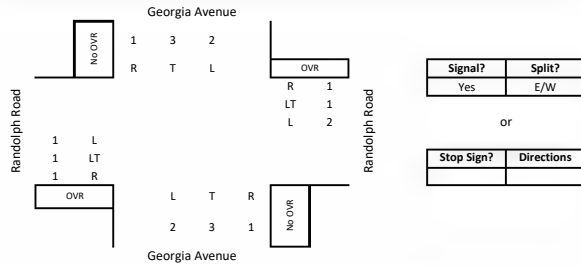 Georgia Avenue
No OVR
1 3 2
R T L
OVR
R 1
LT 1
L 2
Randolph Road
Randolph Road
1 L
1 LT
1 R
OVR
L T R
2 3 1
No OVR
Georgia Avenue
Signal? Split?
Yes E/W
or
Stop Sign? Directions